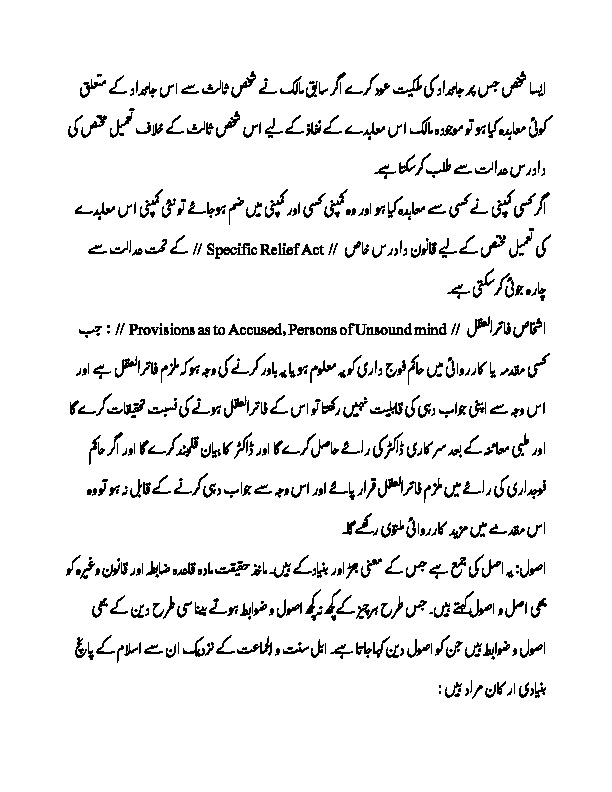 ایسا شخص جس پر جائیداد کی ملکیت عود کرے اگر سابق مالک نے شخص ثالث سے اس جائیداد کے متعلق
کوئی معاہدہ کیا ہو تو موجودہ مالک اس معاہدے کے نفاذ کے لیے اس شخص ثالث کے خلاف تعمیل مختص کی
دادرس عدالت سے طلب کر سکتا ہے۔
اگر کسی کمپنی نے کسی سے معاہدہ کیا ہو اور وہ کمپنی کسی اور کمپنی میں ضم ہو جائے تو نئی کمپنی اس معاہدے
کی تعمیل مختص کے لیے قانون دادرس خاص // Specific Relief Act // کے تحت عدالت سے
چارہ جوئی کر سکتی ہے۔
اشخاص فاتر العقل // Provisions as to Accused, Persons of Unsound mind // : جب
کسی مقدمہ یا کارروائی میں حاکم فوج داری کو یہ معلوم ہو یا یہ باور کرنے کی وجہ ہو کہ ملزم فاتر العقل ہے اور
اس وجہ سے اپنی جواب دہی کی قابلیت نہیں رکھتا تو اس کے فاتر العقل ہونے کی نسبت تحقیقات کرے گا
اور طبی معائنہ کے بعد سرکاری ڈاکٹر کی رائے حاصل کرے گا اور ڈاکٹر کا بیان قلمبند کرے گا اور اگر حاکم
فوجداری کی رائے میں ملزم فاتر العقل قرار پائے اور اس وجہ سے جواب دہی کرنے کے قابل نہ ہو تو وہ
اس مقدمے میں مزید کارروائی ملتوی رکھے گا۔
اصول: یہ اصل کی جمع ہے جس کے معنی جڑ اور بنیاد کے ہیں۔ ماخذ حقیقت مادہ قاعدہ ضابطہ اور قانون وغیرہ کو
بھی اصل و اصول کہتے ہیں۔ جس طرح ہر چیز کے کچھ نہ کچھ اصول و ضوابط ہوتے ہیںاسی طرح دین کے بھی
اصول و ضوابط ہیں جن کو اصول دین کہا جاتا ہے۔ اہل سنت و الجماعت کے نزدیک ان سے اسلام کے پانچ
بنیادی ارکان مراد ہیں :